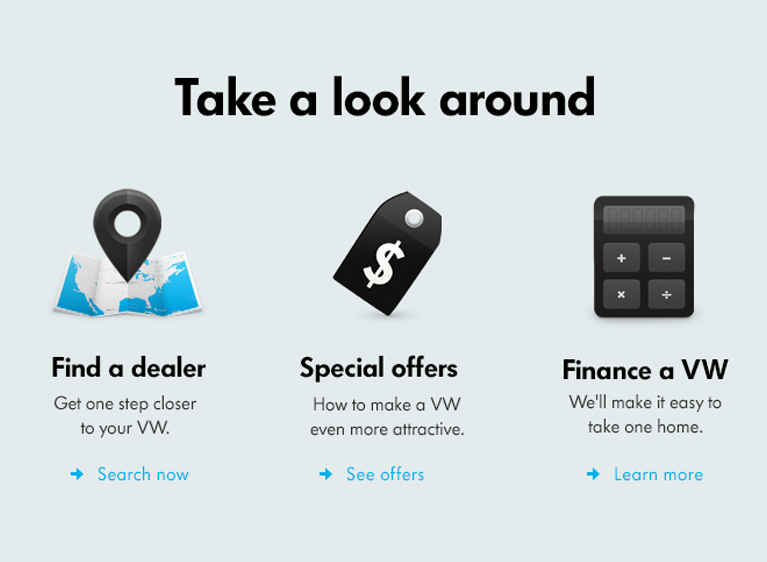 Take a look around
$
+ −
× ÷
Find a dealer
Get one step closer
to your VW.
Search now
Special offers
How to make a VW
even more attractive.
See offers
Finance a VW
We'll make it easy to
take one home.
Learn more